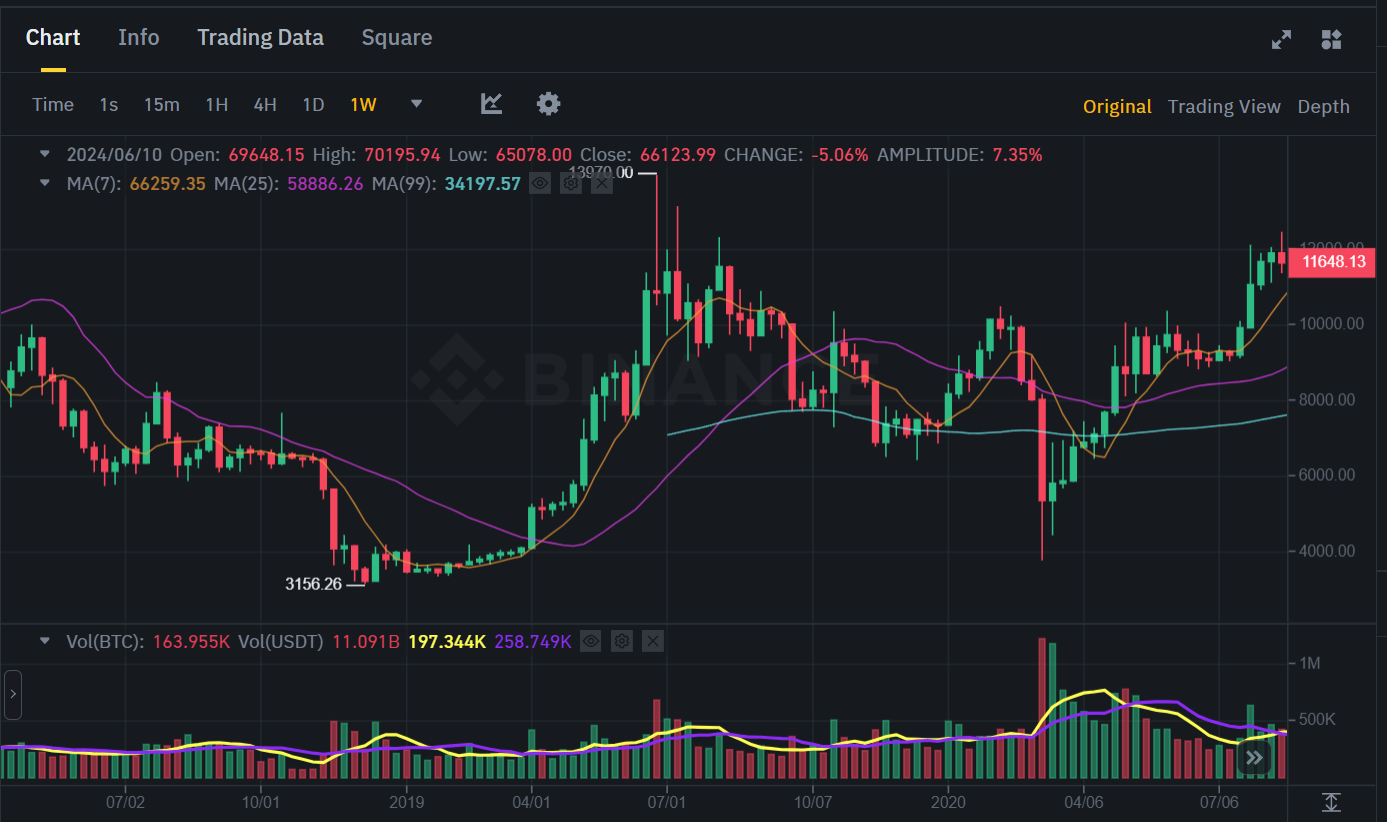 Chart Info Trading Data Square
Time 1s 15m 1H 4H 1D 1W
Original Trading View Depth
2024/06/10 Open: 69648.15 High: 70195.94 Low: 65078.00 Close: 66123.99 CHANGE: -5.06% AMPLITUDE: 7.35%
13970.00
MA(7): 66259.35 MA(25): 58886.26 MA(99): 34197.57
12000.00
11648.13
10000.00
BINANCE
8000.00
6000.00
4000.00
3156.26
Vol(BTC): 163.955K Vol(USDT) 11.091B 197.344K 258.749K
1M
500K
07/02 10/01 2019 04/01 07/01 10/07 2020 04/06 07/06